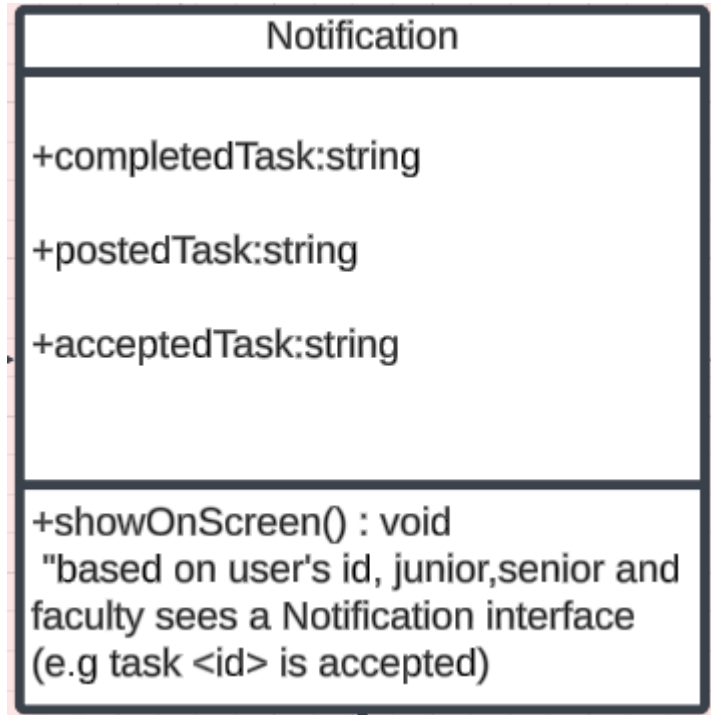 Notification
+completedTask:string
+postedTask:string
+acceptedTask:string
+showOnScreen() : void
"based on user's id, junior,senior and
faculty sees a Notification interface
(e.g task <id> is accepted)